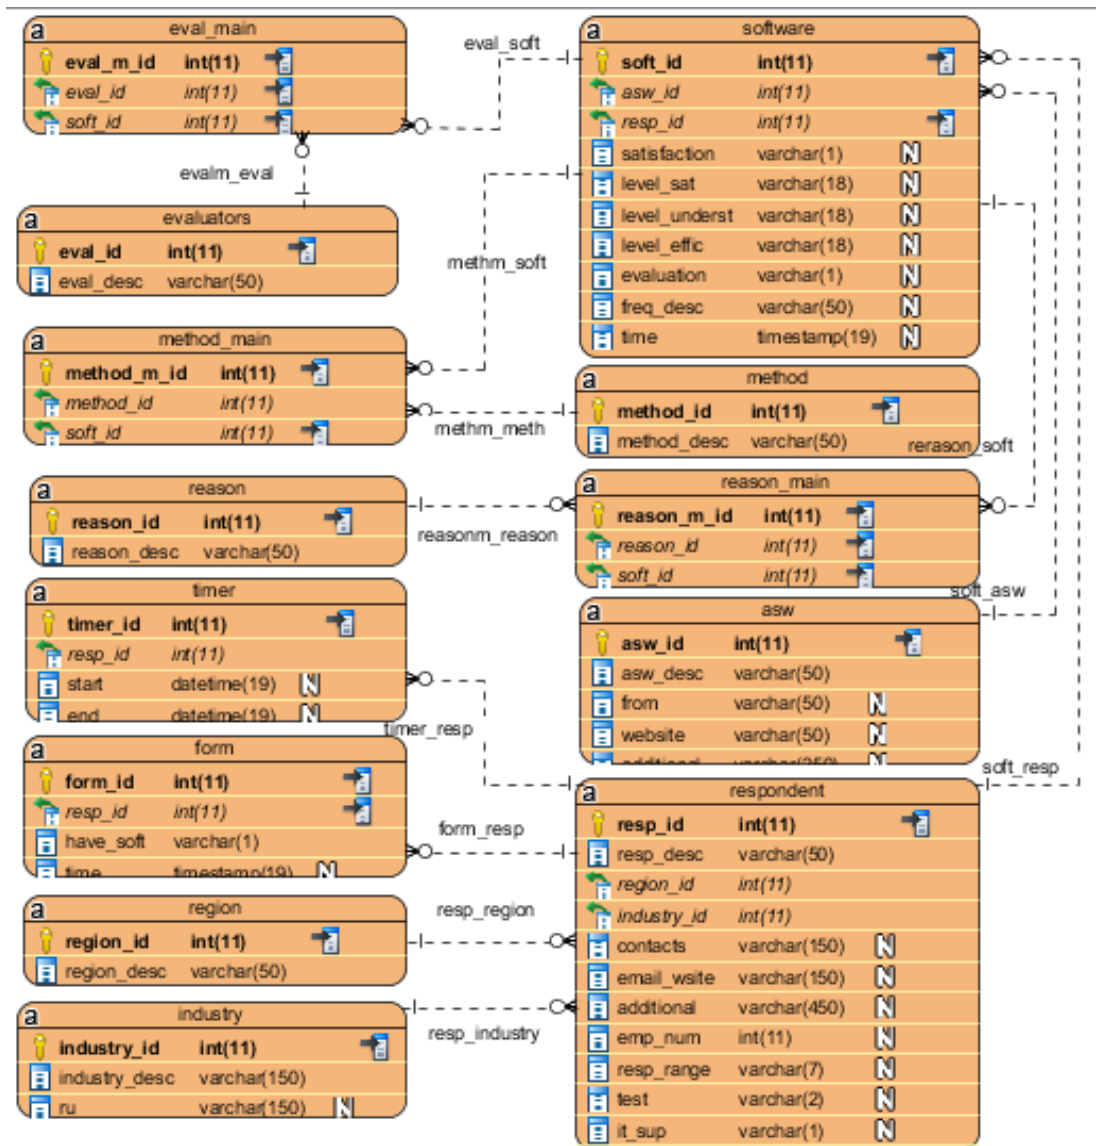 eval_main
eval_m_id int(11)
eval_id int(11)
soft_id int(11)
eval_soft
evalm_eval
evaluators
eval_id int(11)
eval_desc varchar(50)
software
soft_id int(11)
asw_id int(11)
resp_id int(11)
satisfaction varchar(1) N
level_sat varchar(18) N
level_underst varchar(18) N
level_effic varchar(18) N
evaluation varchar(1) N
freq_desc varchar(50) N
time timestamp(19) N
methm_soft
method_main
method_m_id int(11)
method_id int(11)
soft_id int(11)
methm_meth
method
method_id int(11)
method_desc varchar(50)
rerason_soft
reason
reason_id int(11)
reason_desc varchar(50)
reasonm_reason
reason_main
reason_m_id int(11)
reason_id int(11)
soft_id int(11)
soft_asw
timer
timer_id int(11)
resp_id int(11)
start datetime(19) N
end datetime(19) N
timer_resp
asw
asw_id int(11)
asw_desc varchar(50)
from varchar(50) N
website varchar(50) N
N
soft_resp
form
form_id int(11)
resp_id int(11)
have_soft varchar(1)
time timestamp(19) N
form_resp
respondent
resp_id int(11)
resp_desc varchar(50)
region_id int(11)
industry_id int(11)
contacts varchar(150) N
email_wsite varchar(150) N
additional varchar(450) N
emp_num int(11) N
resp_range varchar(7) N
test varchar(2) N
it_sup varchar(1) N
region
region_id int(11)
region_desc varchar(50)
resp_region
industry
industry_id int(11)
industry_desc varchar(150)
ru varchar(150) N
resp_industry